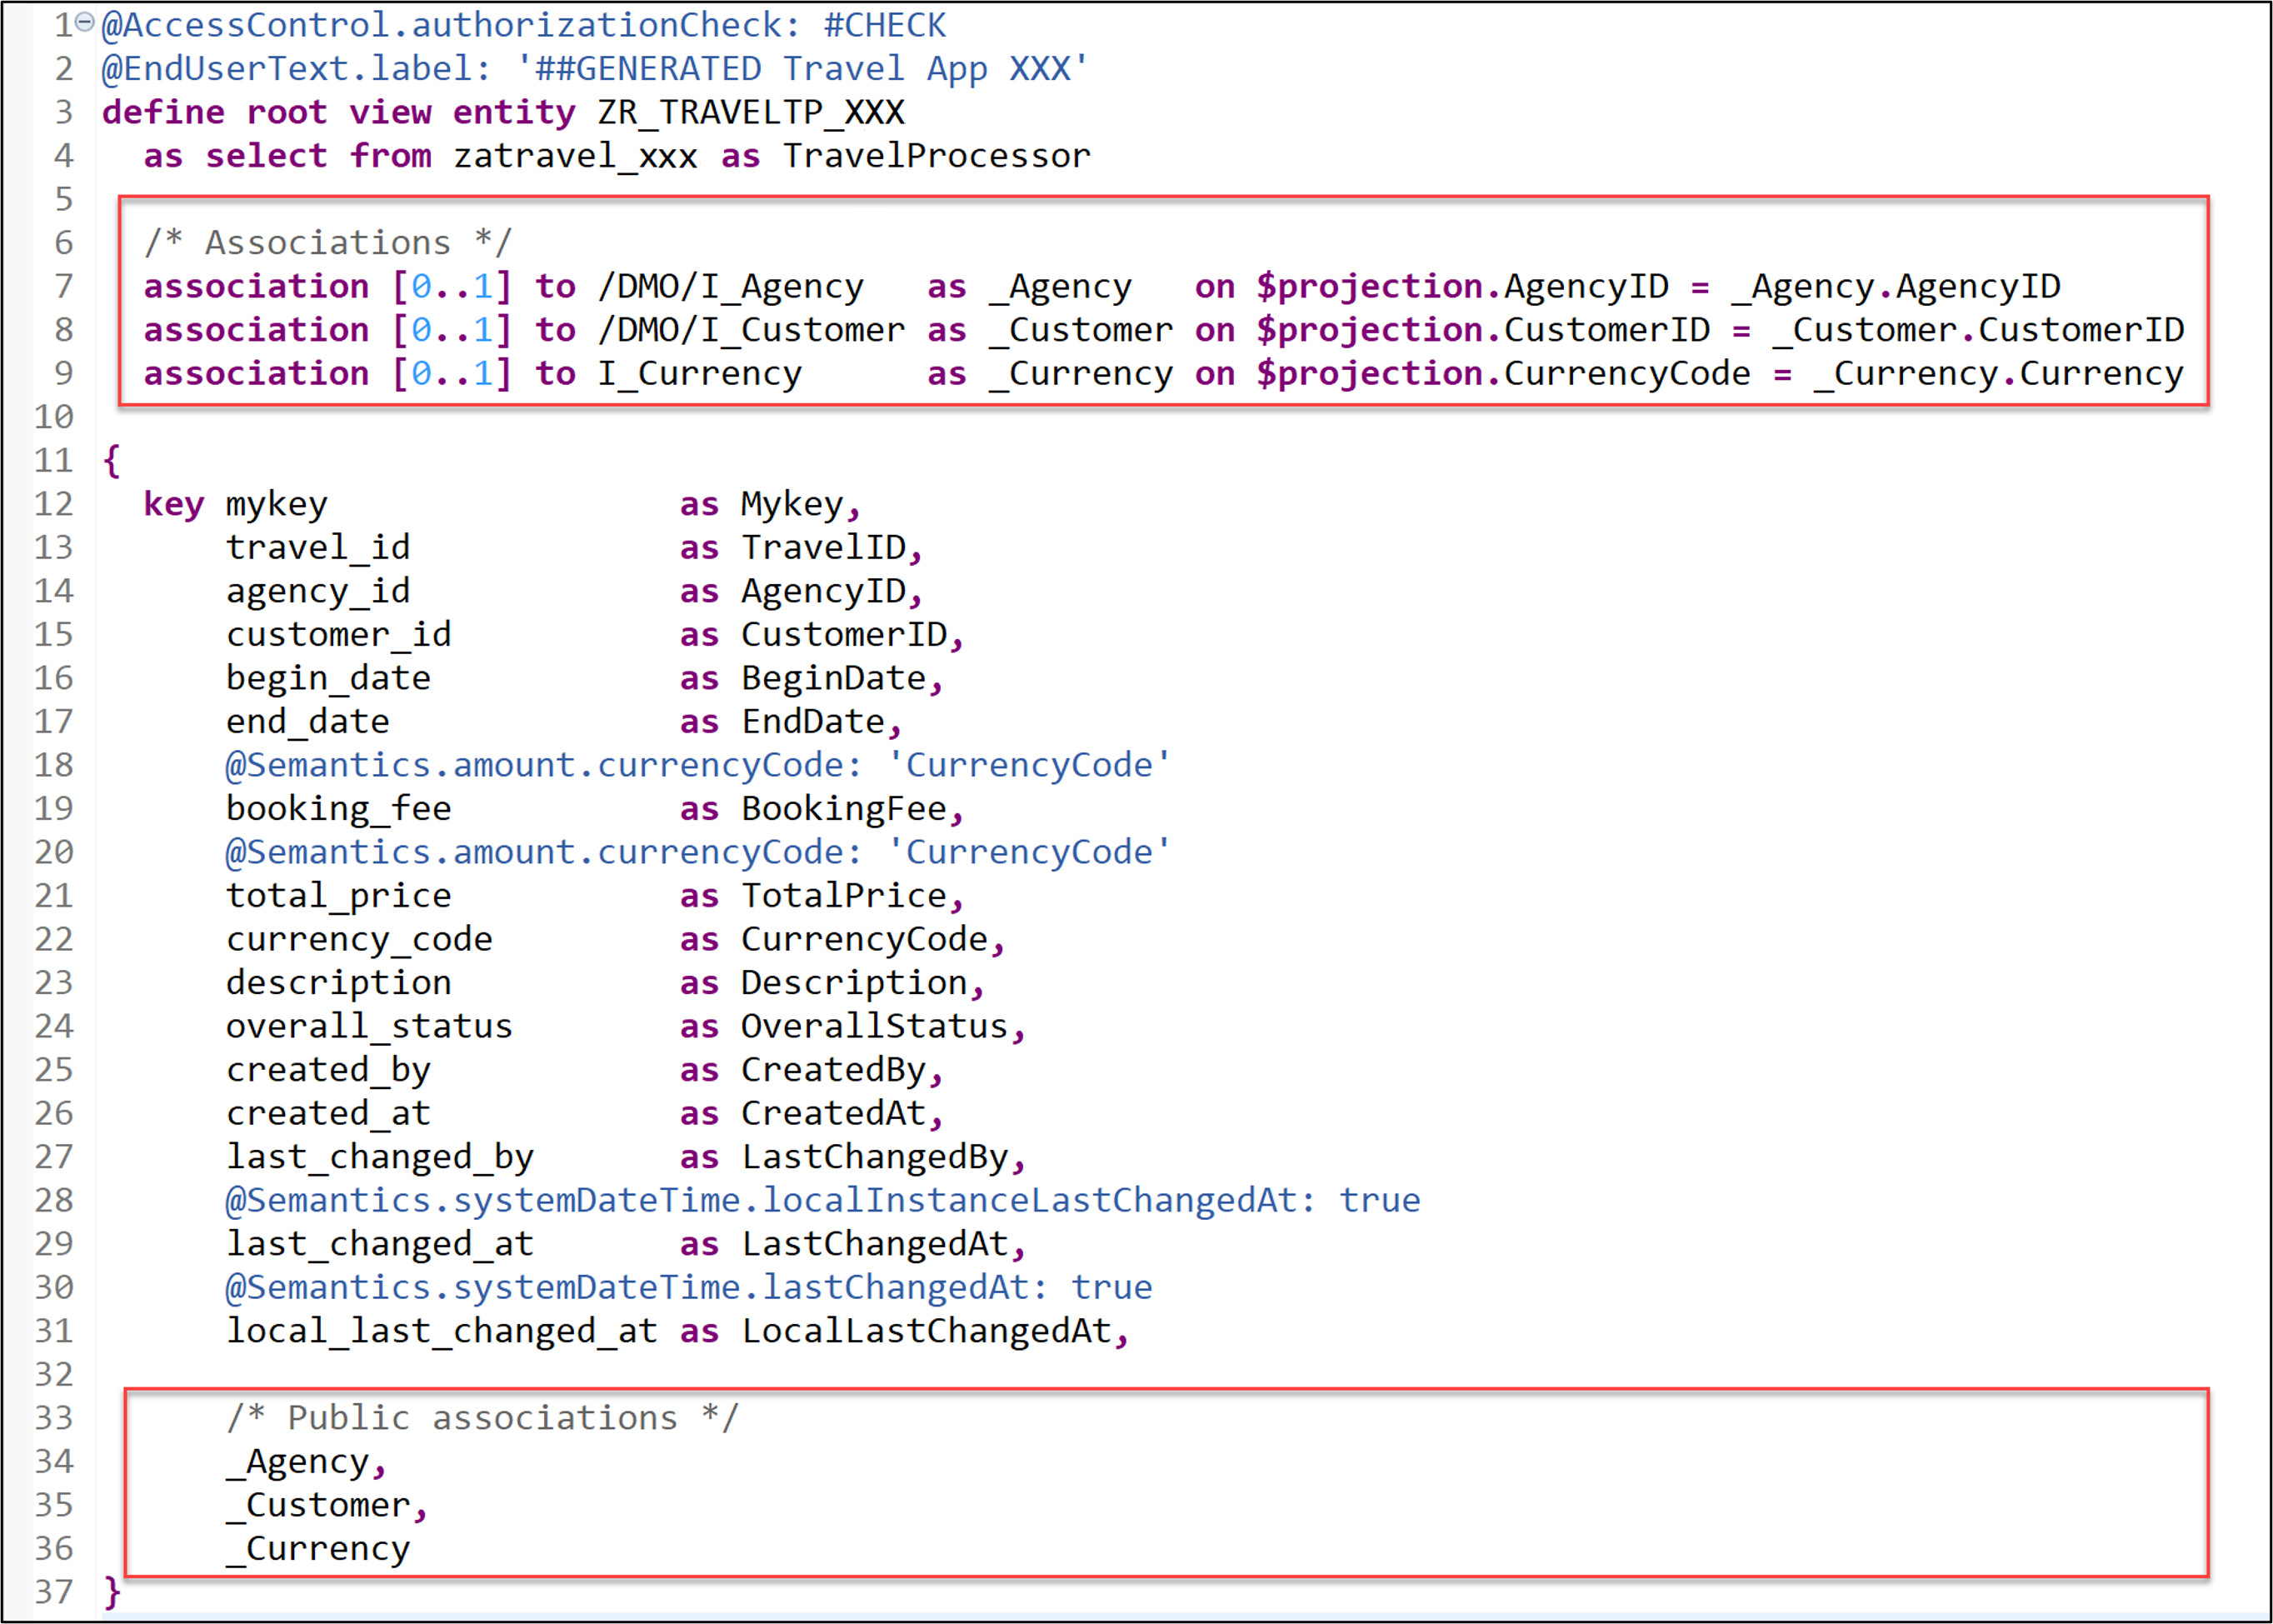 1 @AccessControl.authorizationCheck: #CHECK
2 @EndUserText.label: '##GENERATED Travel App XXX'
3 define root view entity ZR_TRAVELTP_XXX
4 as select from zatravel_xxx as TravelProcessor
5
6 /* Associations */
7 association [0..1] to /DMO/I_Agency as _Agency on $projection.AgencyID = _Agency.AgencyID
8 association [0..1] to /DMO/I_Customer as _Customer on $projection.CustomerID = _Customer.CustomerID
9 association [0..1] to I_Currency as _Currency on $projection.CurrencyCode = _Currency.Currency
10
11 {
12 key mykey as Mykey,
13 travel_id as TravelID,
14 agency_id as AgencyID,
15 customer_id as CustomerID,
16 begin_date as BeginDate,
17 end_date as EndDate,
18 @Semantics.amount.currencyCode: 'CurrencyCode'
19 booking_fee as BookingFee,
20 @Semantics.amount.currencyCode: 'CurrencyCode'
21 total_price as TotalPrice,
22 currency_code as CurrencyCode,
23 description as Description,
24 overall_status as OverallStatus,
25 created_by as CreatedBy,
26 created_at as CreatedAt,
27 last_changed_by as LastChangedBy,
28 @Semantics.systemDateTime.localInstanceLastChangedAt: true
29 last_changed_at as LastChangedAt,
30 @Semantics.systemDateTime.lastChangedAt: true
31 local_last_changed_at as LocalLastChangedAt,
32
33 /* Public associations */
34 _Agency,
35 _Customer,
36 _Currency
37 }